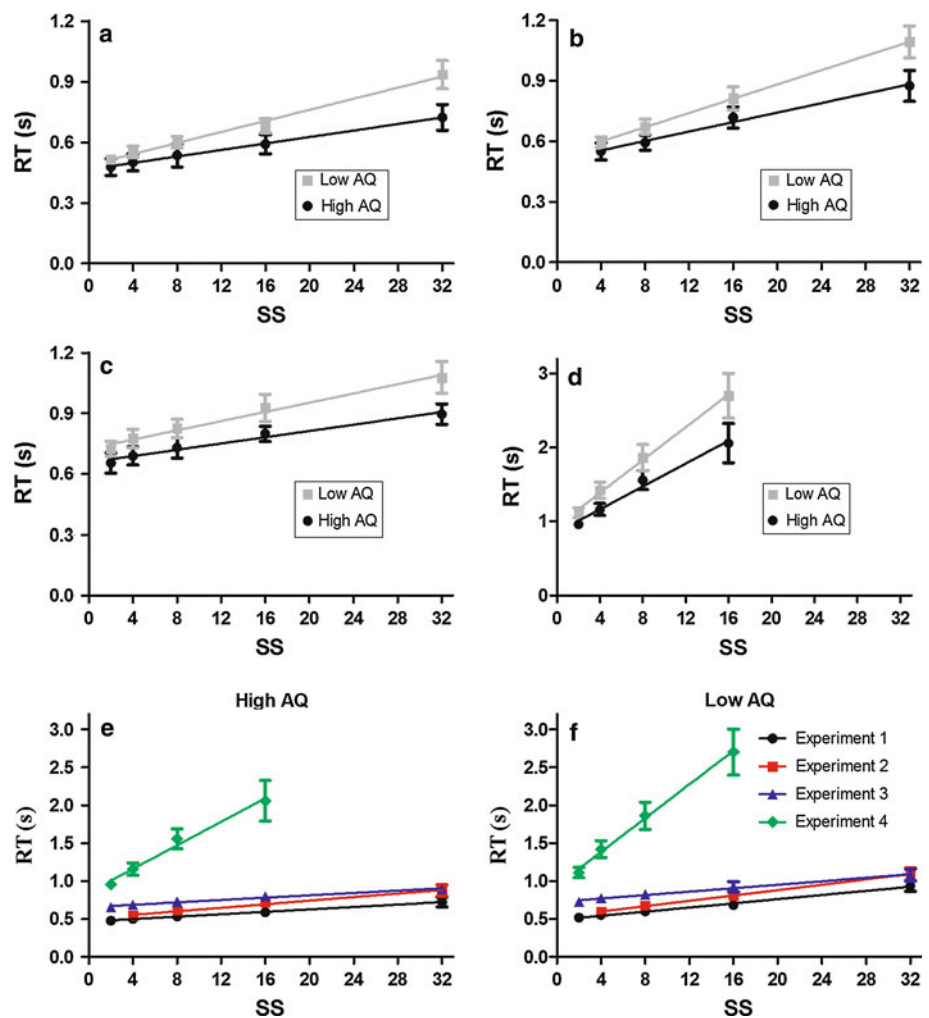 a
1.2
0.9
0.6
0.3
0.0
RT (s)
0 4 8 12 16 20 24 28 32
SS
Low AQ
High AQ
b
1.2
0.9
0.6
0.3
0.0
RT (s)
0 4 8 12 16 20 24 28 32
SS
Low AQ
High AQ
c
1.2
0.9
0.6
0.3
0.0
RT (s)
0 4 8 12 16 20 24 28 32
SS
Low AQ
High AQ
d
3
2
1
0
RT (s)
0 4 8 12 16 20 24 28 32
SS
Low AQ
High AQ
High AQ
e
3.0
2.5
2.0
1.5
1.0
0.5
0.0
RT (s)
0 4 8 12 16 20 24 28 32
SS
Low AQ
f
3.0
2.5
2.0
1.5
1.0
0.5
0.0
RT (s)
0 4 8 12 16 20 24 28 32
SS
Experiment 1
Experiment 2
Experiment 3
Experiment 4